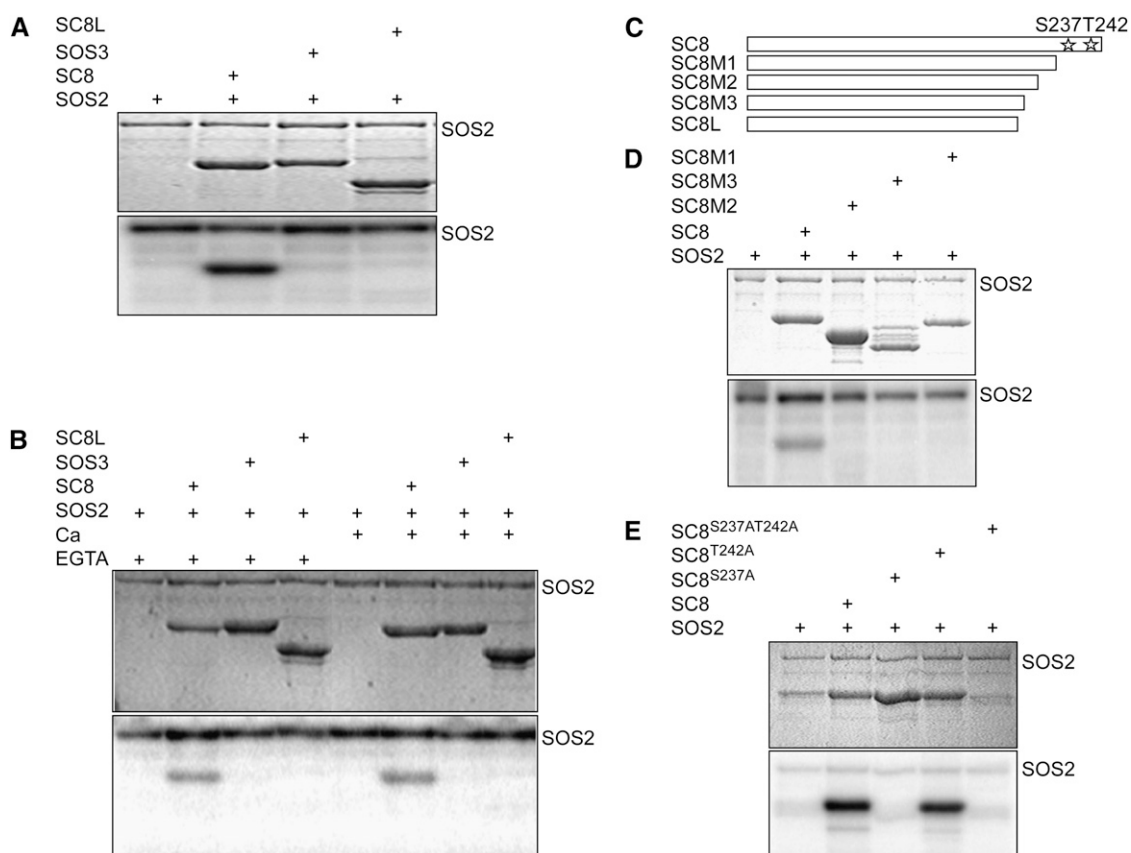 A
SC8L +
SOS3 +
SC8 +
SOS2 + + + +
SOS2
SOS2
B
SC8L + +
SOS3 + +
SC8 + +
SOS2 + + + + + + + +
Ca + + + +
EGTA + + + +
SOS2
SOS2
C
S237T242
SC8
SC8M1
SC8M2
SC8M3
SC8L
D
SC8M1 +
SC8M3 +
SC8M2 +
SC8 +
SOS2 + + + + +
SOS2
SOS2
E
SC8S237AT242A +
SC8T242A +
SC8S237A +
SC8 +
SOS2 + + + + +
SOS2
SOS2